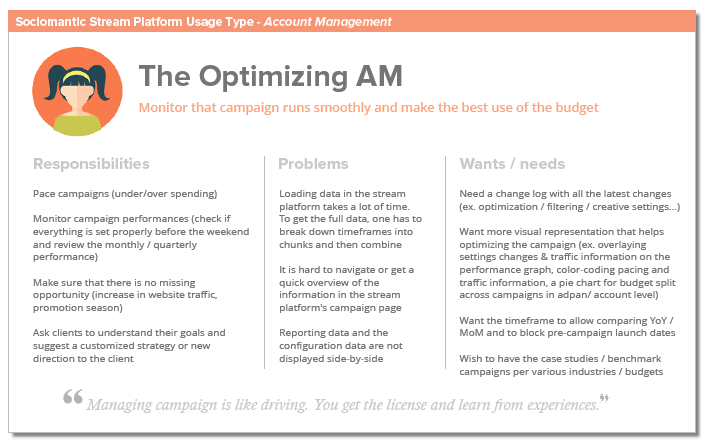 Sociomantic Stream Platform Usage Type - Account Management
The Optimizing AM
Monitor that campaign runs smoothly and make the best use of the budget
Responsibilities
Pace campaigns (under/over spending)
Monitor campaign performances (check if
everything is set properly before the weekend
and review the monthly / quarterly
performance)
Make sure that there is no missing
opportunity (increase in website traffic,
promotion season)
Ask clients to understand their goals and
suggest a customized strategy or new
direction to the client
Problems
Loading data in the stream
platform takes a lot of time.
To get the full data, one has to
break down timeframes into
chunks and then combine
It is hard to navigate or get a
quick overview of the
information in the stream
platform's campaign page
Reporting data and the
configuration data are not
displayed side-by-side
Wants / needs
Need a change log with all the latest changes
(ex. optimization / filtering / creative settings...)
Want more visual representation that helps
optimizing the campaign (ex. overlaying
settings changes & traffic information on the
performance graph, color-coding pacing and
traffic information, a pie chart for budget split
across campaigns in adpan/ account level)
Want the timeframe to allow comparing YoY /
MoM and to block pre-campaign launch dates
Wish to have the case studies / benchmark
campaigns per various industries / budgets
“Managing campaign is like driving. You get the license and learn from experiences.”